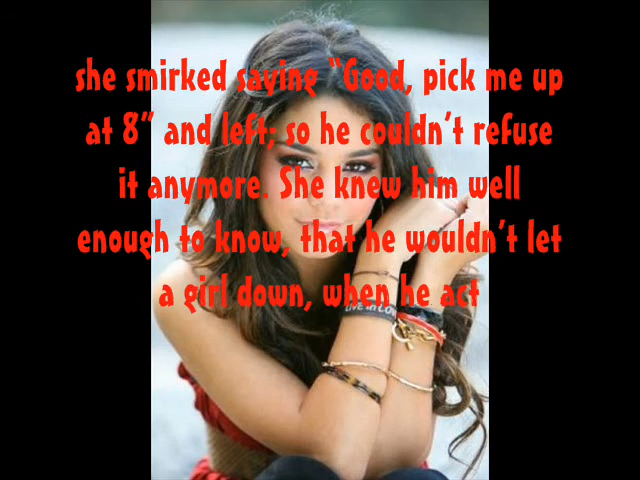 she smirked saying “Good, pick me up
at 8” and left; so he couldn’t refuse
it anymore. She knew him well
enough to know, that he wouldn’t let
a girl down, when he act
LIVE